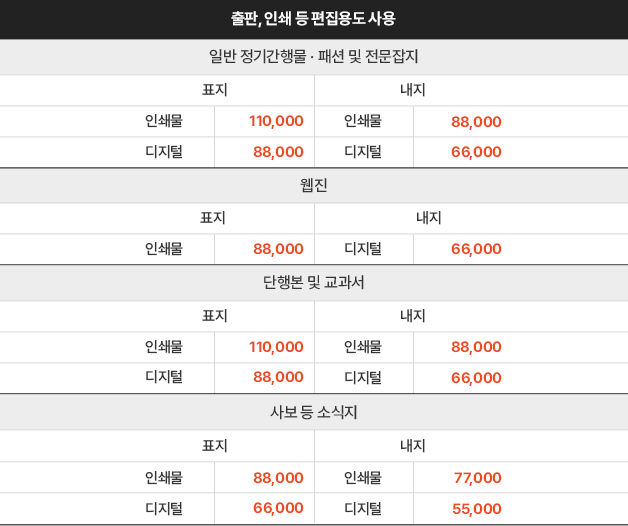 출판, 인쇄 등 편집용도 사용
일반 정기간행물 · 패션 및 전문잡지
표지 내지
인쇄물 110,000 인쇄물 88,000
디지털 88,000 디지털 66,000
웹진
표지 내지
인쇄물 88,000 디지털 66,000
단행본 및 교과서
표지 내지
인쇄물 110,000 인쇄물 88,000
디지털 88,000 디지털 66,000
사보 등 소식지
표지 내지
인쇄물 88,000 인쇄물 77,000
디지털 66,000 디지털 55,000